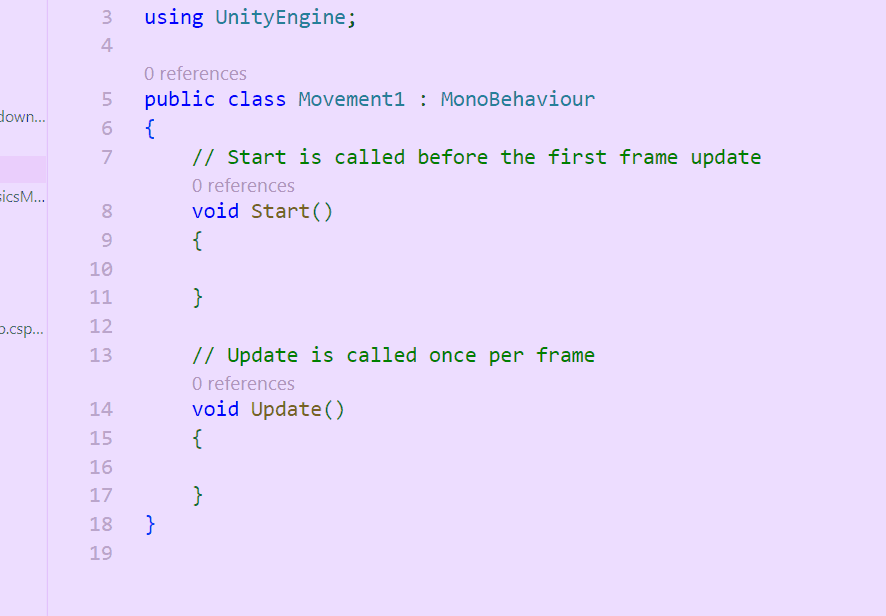 3 using UnityEngine;
4
0 references
5 public class Movement1 : MonoBehaviour
down...
6 {
7 // Start is called before the first frame update
0 references
sicsM...
8 void Start()
9 {
10
11 }
12
o.csp...
13 // Update is called once per frame
0 references
14 void Update()
15 {
16
17 }
18 }
19